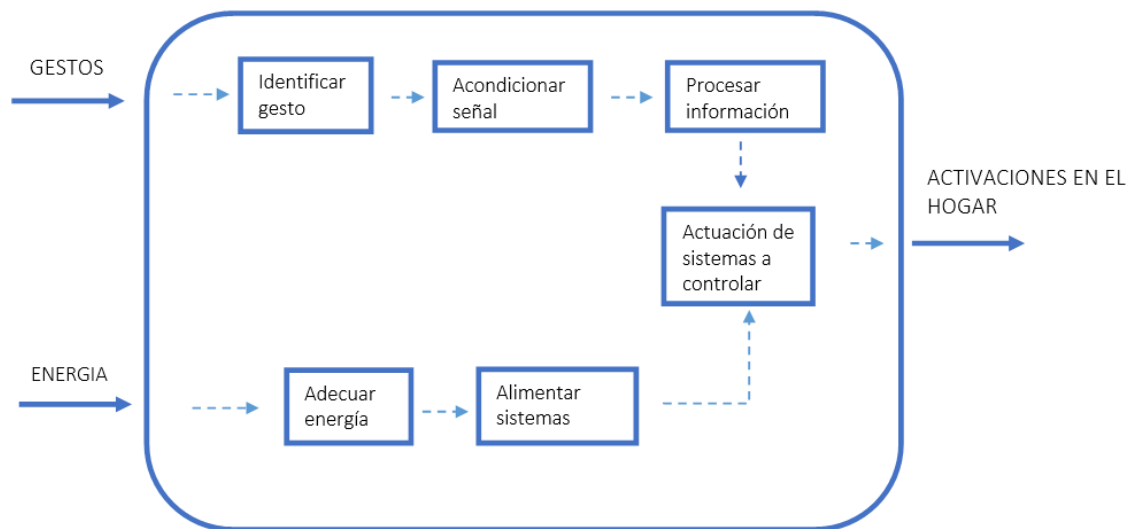 GESTOS
Identificar
gesto
Acondicionar
señal
Procesar
información
ACTIVACIONES EN EL
HOGAR
Actuación de
sistemas a
controlar
ENERGIA
Adecuar
energía
Alimentar
sistemas